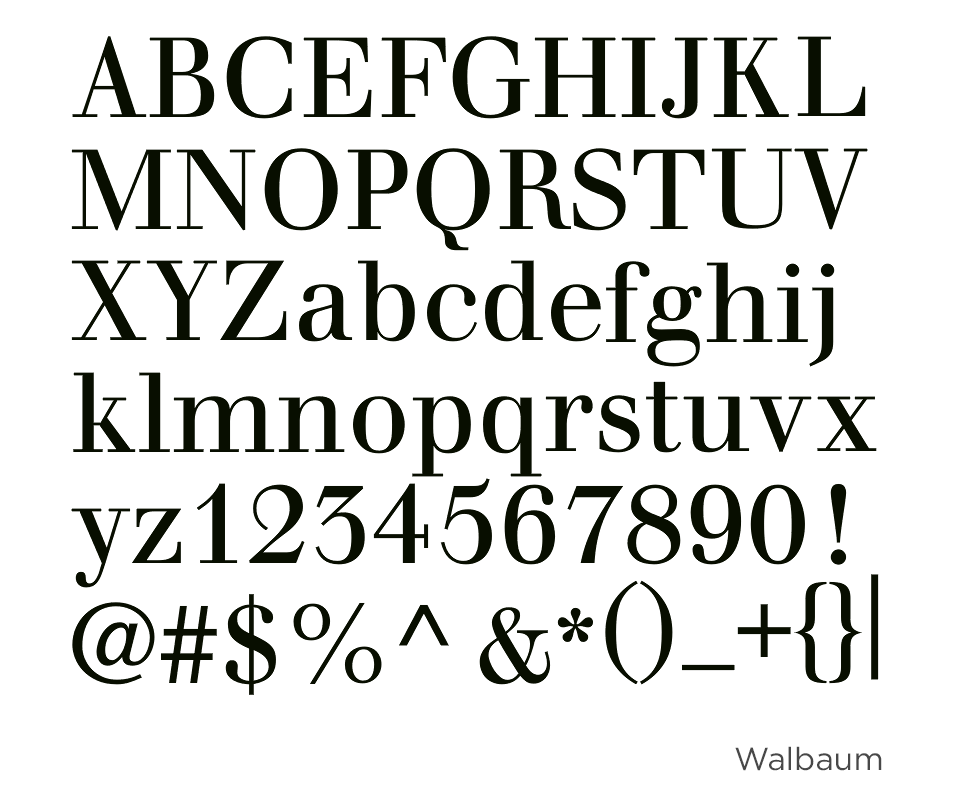 ABCEFGHIJKL
MNOPQRSTUV
XYZabcdefghij
klmnopqrstuvx
yz1234567890!
@#$%^&*()_+{}|
Walbaum